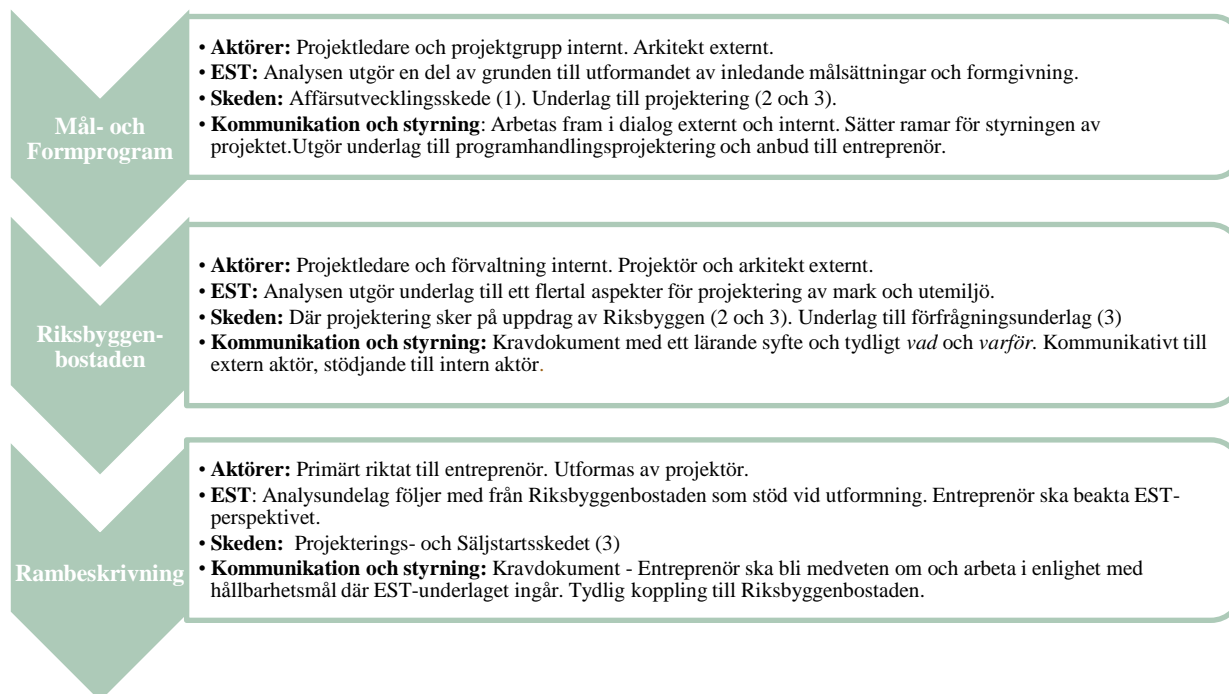 Mål- och
Formprogram
• Aktörer: Projektledare och projektgrupp internt. Arkitekt externt.
• EST: Analysen utgör en del av grunden till utformandet av inledande målsättningar och formgivning.
• Skeden: Affärsutvecklingsskede (1). Underlag till projektering (2 och 3).
• Kommunikation och styrning: Arbetas fram i dialog externt och internt. Sätter ramar för styrningen av
projektet.Utgör underlag till programhandlingsprojektering och anbud till entreprenör.
Riksbyggen-
bostaden
• Aktörer: Projektledare och förvaltning internt. Projektör och arkitekt externt.
• EST: Analysen utgör underlag till ett flertal aspekter för projektering av mark och utemiljö.
• Skeden: Där projektering sker på uppdrag av Riksbyggen (2 och 3). Underlag till förfrågningsunderlag (3)
• Kommunikation och styrning: Kravdokument med ett lärande syfte och tydligt vad och varför. Kommunikativt till
extern aktör, stödjande till intern aktör.
Rambeskrivning
• Aktörer: Primärt riktat till entreprenör. Utformas av projektör.
• EST: Analysundelag följer med från Riksbyggenbostaden som stöd vid utformning. Entreprenör ska beakta EST-
perspektivet.
• Skeden: Projekterings- och Säljstartsskedet (3)
• Kommunikation och styrning: Kravdokument - Entreprenör ska bli medveten om och arbeta i enlighet med
hållbarhetsmål där EST-underlaget ingår. Tydlig koppling till Riksbyggenbostaden.